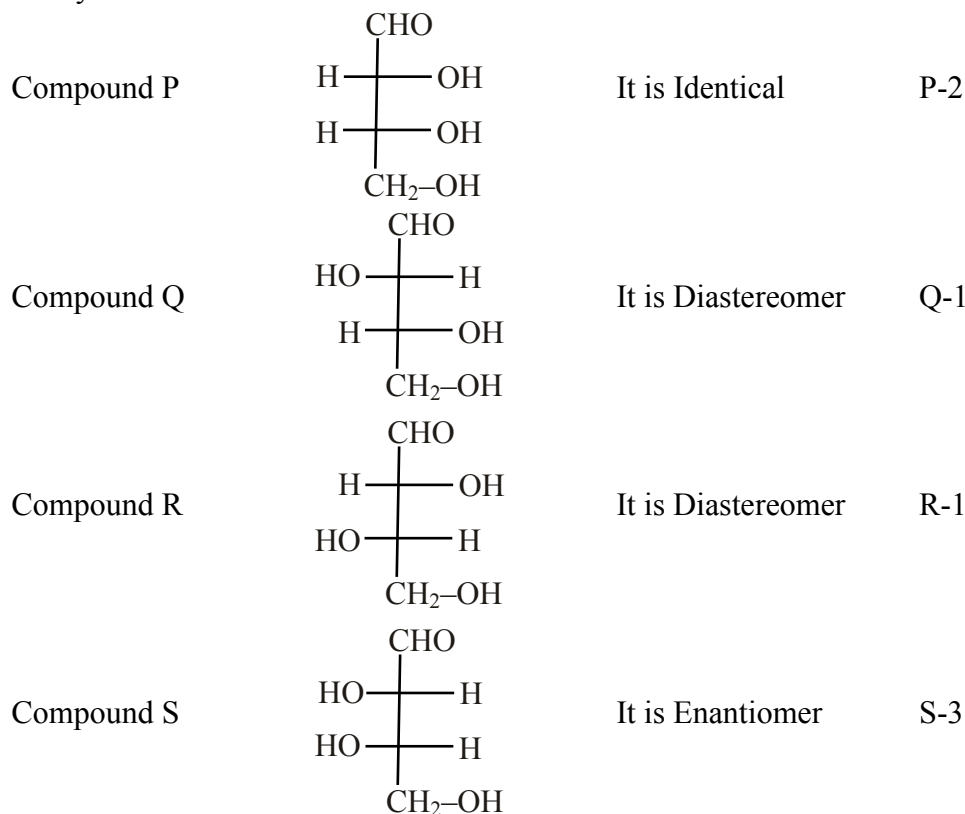 CHO
Compound P H OH It is Identical P-2
H OH
CH₂–OH
CHO
HO H
Compound Q It is Diastereomer Q-1
H OH
CH₂–OH
CHO
H OH
Compound R It is Diastereomer R-1
HO H
CH₂–OH
CHO
HO H
Compound S It is Enantiomer S-3
HO H
CH₂–OH